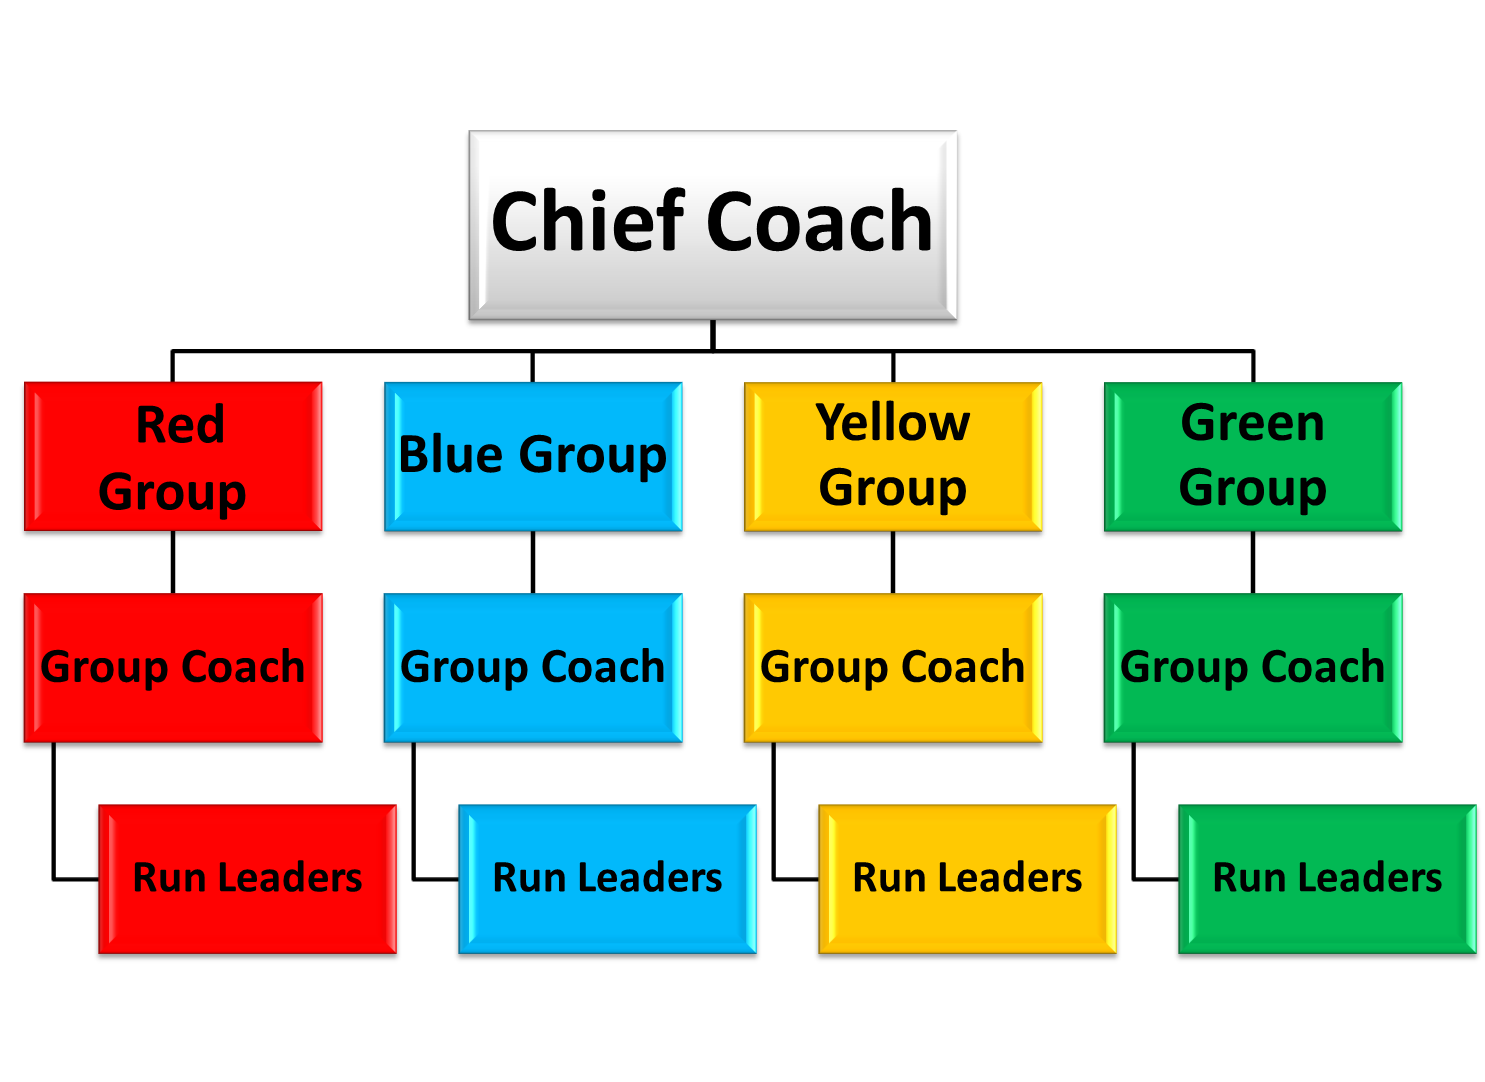 Chief Coach
Red
Group
Blue Group
Yellow
Group
Green
Group
Group Coach
Group Coach
Group Coach
Group Coach
Run Leaders
Run Leaders
Run Leaders
Run Leaders